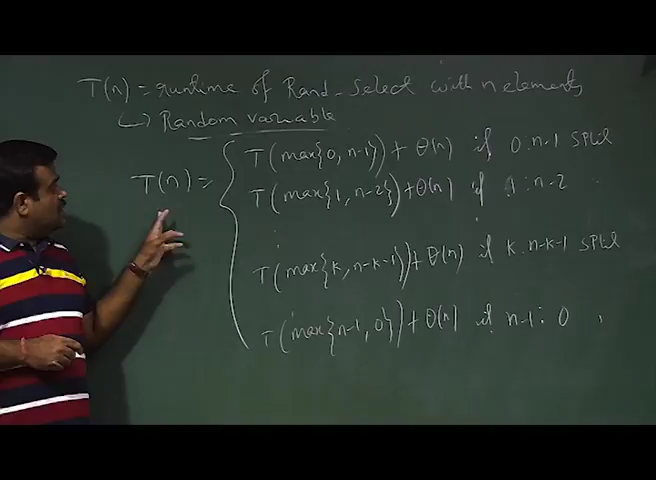 T(n) = runtime of Rand-Select with n elements
↳ Random variable
T(n) =
T(max{0, n-1}) + θ(n) if 0:n-1 split
T(max{1, n-2}) + θ(n) if 1:n-2 "
⋮
T(max{k, n-k-1}) + θ(n) if k:n-k-1 split
T(max{n-1, 0}) + θ(n) if n-1:0 "